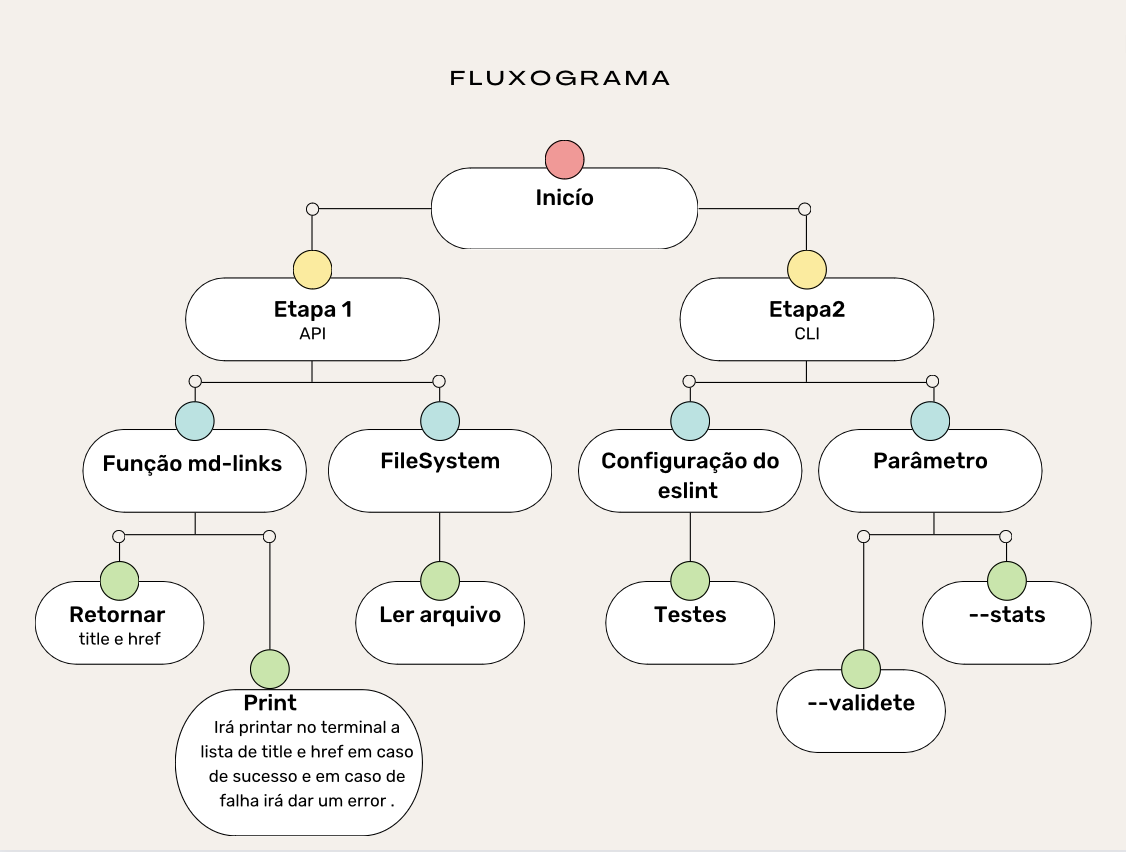 FLUXOGRAMA
Inicío
Etapa 1
API
Etapa2
CLI
Função md-links
FileSystem
Configuração do
eslint
Parâmetro
Retornar
title e href
Ler arquivo
Testes
--stats
Print
Irá printar no terminal a
lista de title e href em caso
de sucesso e em caso de
falha irá dar um error .
--validete